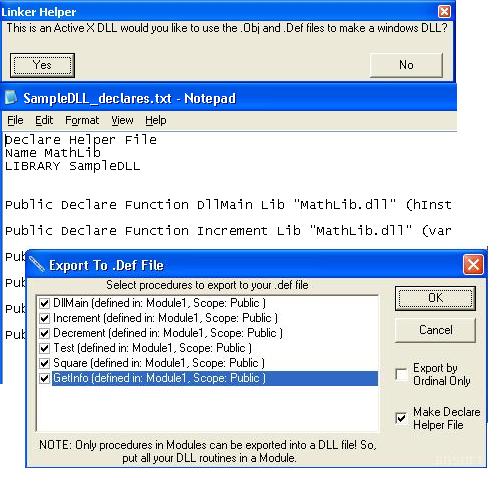 Linker Helper
This is an Active X DLL would you like to use the .Obj and .Def files to make a windows DLL?
Yes
No
SampleDLL_declares.txt - Notepad
File Edit Format View Help
Declare Helper File
Name MathLib
LIBRARY SampleDLL
Public Declare Function DllMain Lib "MathLib.dll" (hInst
Public Declare Function Increment Lib "MathLib.dll" (var
Pub
Pub
Pub
Pub
Export To .Def File
Select procedures to export to your .def file
DllMain (defined in: Module1, Scope: Public )
Increment (defined in: Module1, Scope: Public )
Decrement (defined in: Module1, Scope: Public )
Test (defined in: Module1, Scope: Public )
Square (defined in: Module1, Scope: Public )
GetInfo (defined in: Module1, Scope: Public )
OK
Cancel
Export by
Ordinal Only
Make Declare
Helper File
NOTE: Only procedures in Modules can be exported into a DLL file! So,
put all your DLL routines in a Module.